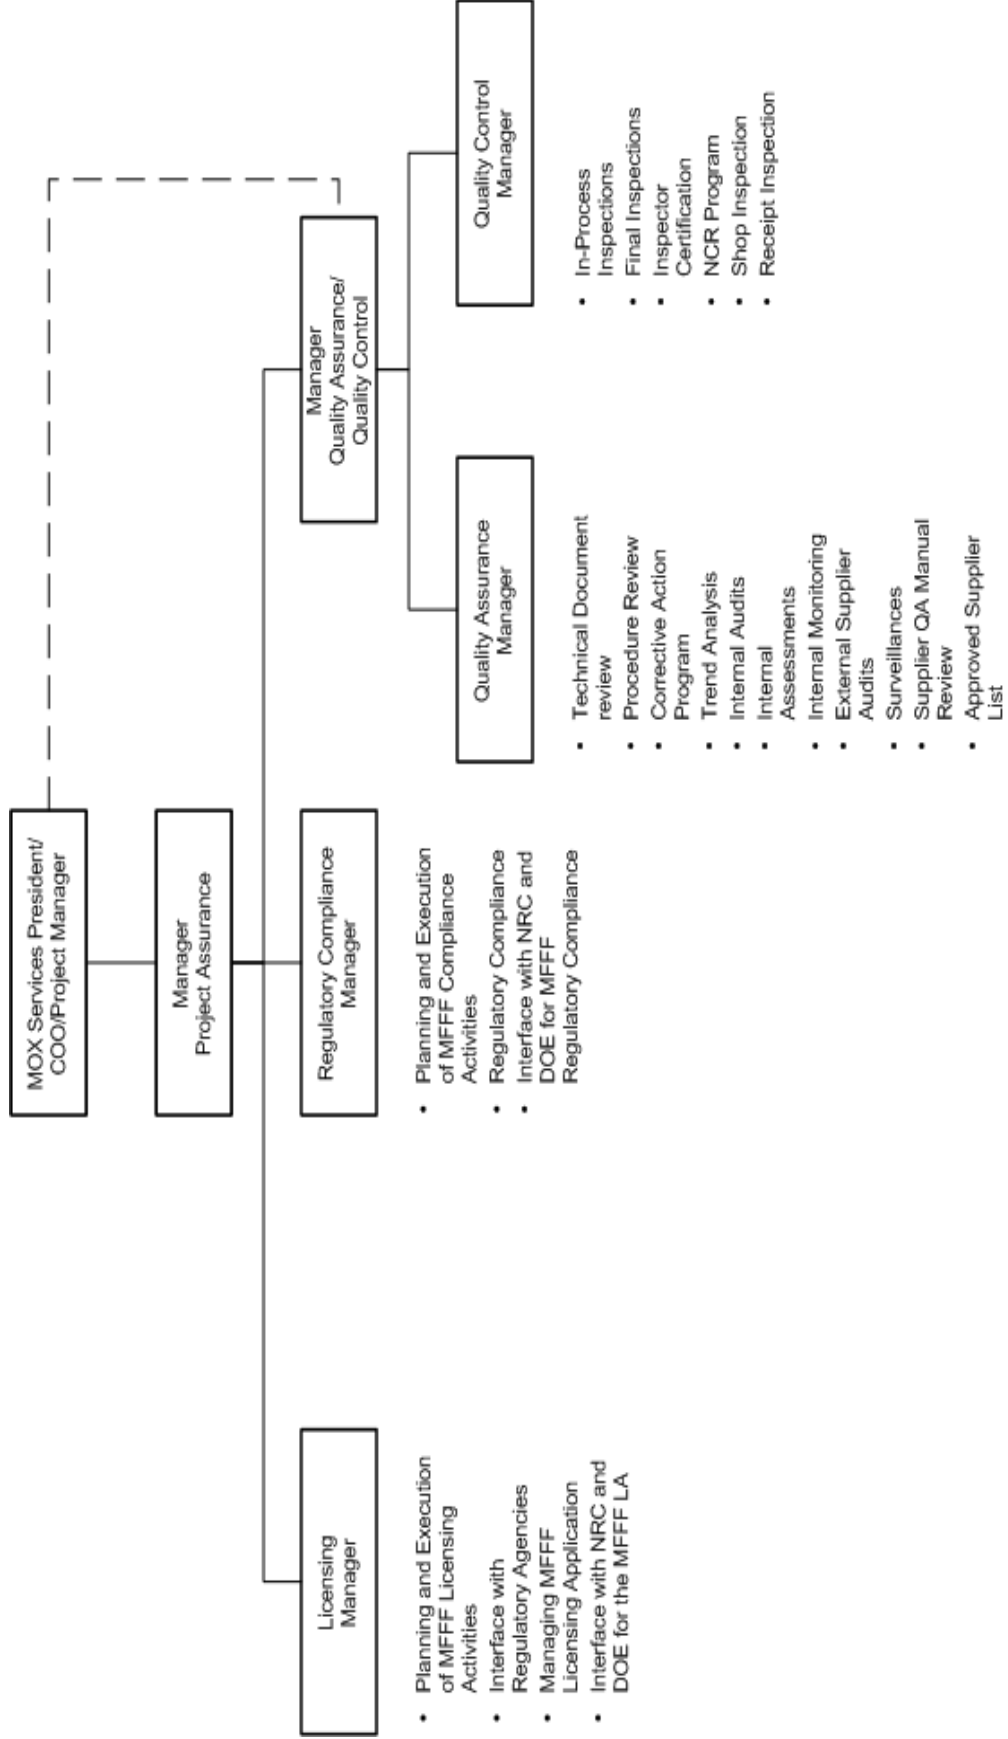 MOX Services President/
COO/Project Manager
Manager
Project Assurance
Licensing
Manager
• Planning and Execution
of MFFF Licensing
Activities
• Interface with
Regulatory Agencies
• Managing MFFF
Licensing Application
• Interface with NRC and
DOE for the MFFF LA
Regulatory Compliance
Manager
• Planning and Execution
of MFFF Compliance
Activities
• Regulatory Compliance
• Interface with NRC and
DOE for MFFF
Regulatory Compliance
Manager
Quality Assurance/
Quality Control
Quality Assurance
Manager
• Technical Document
review
• Procedure Review
• Corrective Action
Program
• Trend Analysis
• Internal Audits
• Internal
Assessments
• Internal Monitoring
• External Supplier
Audits
• Surveillances
• Supplier QA Manual
Review
• Approved Supplier
List
Quality Control
Manager
• In-Process
Inspections
• Final Inspections
• Inspector
Certification
• NCR Program
• Shop Inspection
• Receipt Inspection